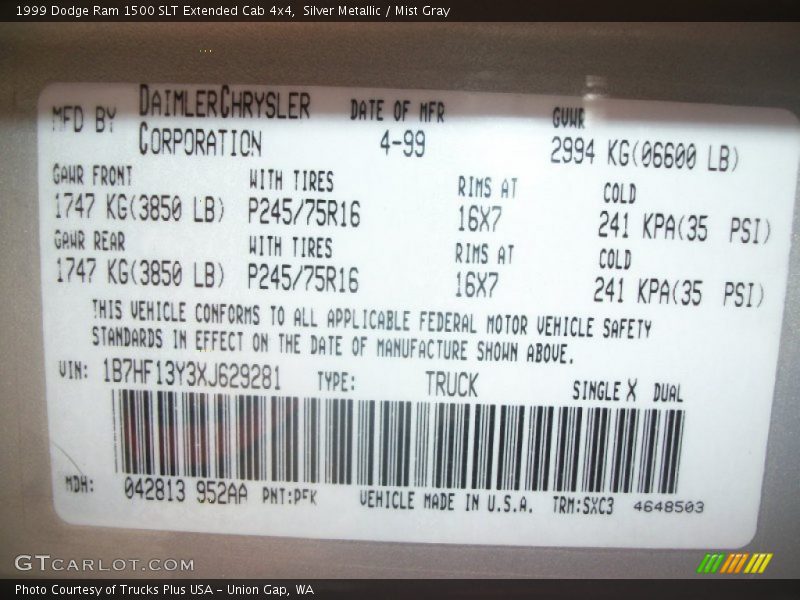 1999 Dodge Ram 1500 SLT Extended Cab 4x4,  Silver Metallic / Mist Gray
MFD BY DAIMLERCHRYSLER CORPORATION DATE OF MFR 4-99 GVWR 2994 KG(06600 LB)
GAWR FRONT WITH TIRES RIMS AT COLD
1747 KG(3850 LB) P245/75R16 16X7 241 KPA(35 PSI)
GAWR REAR WITH TIRES RIMS AT COLD
1747 KG(3850 LB) P245/75R16 16X7 241 KPA(35 PSI)
THIS VEHICLE CONFORMS TO ALL APPLICABLE FEDERAL MOTOR VEHICLE SAFETY
STANDARDS IN EFFECT ON THE DATE OF MANUFACTURE SHOWN ABOVE.
VIN: 1B7HF13Y3XJ629281 TYPE: TRUCK SINGLE X DUAL
MDH: 042813 952AA PNT:PFK VEHICLE MADE IN U.S.A. TRM:SXC3 4648503
GTCARLOT.COM
Photo Courtesy of Trucks Plus USA – Union Gap, WA